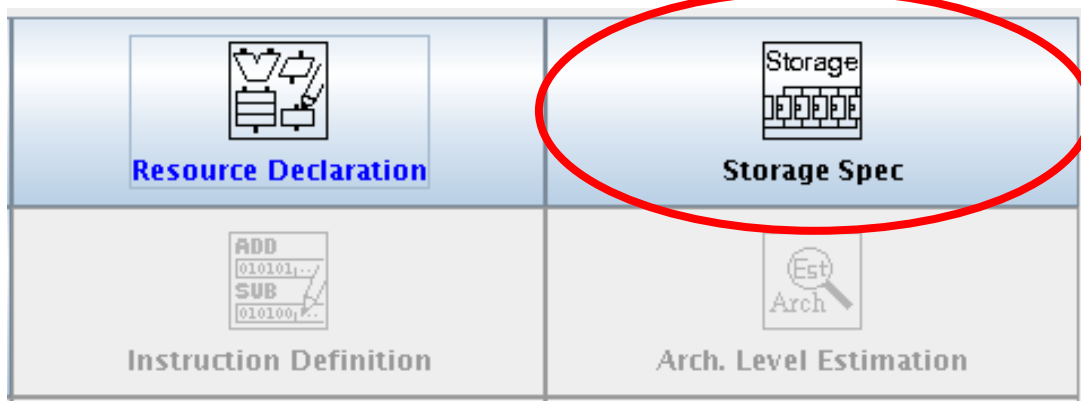 Resource Declaration
Storage
Storage Spec
ADD
010101
SUB
010100
Instruction Definition
Est
Arch
Arch. Level Estimation